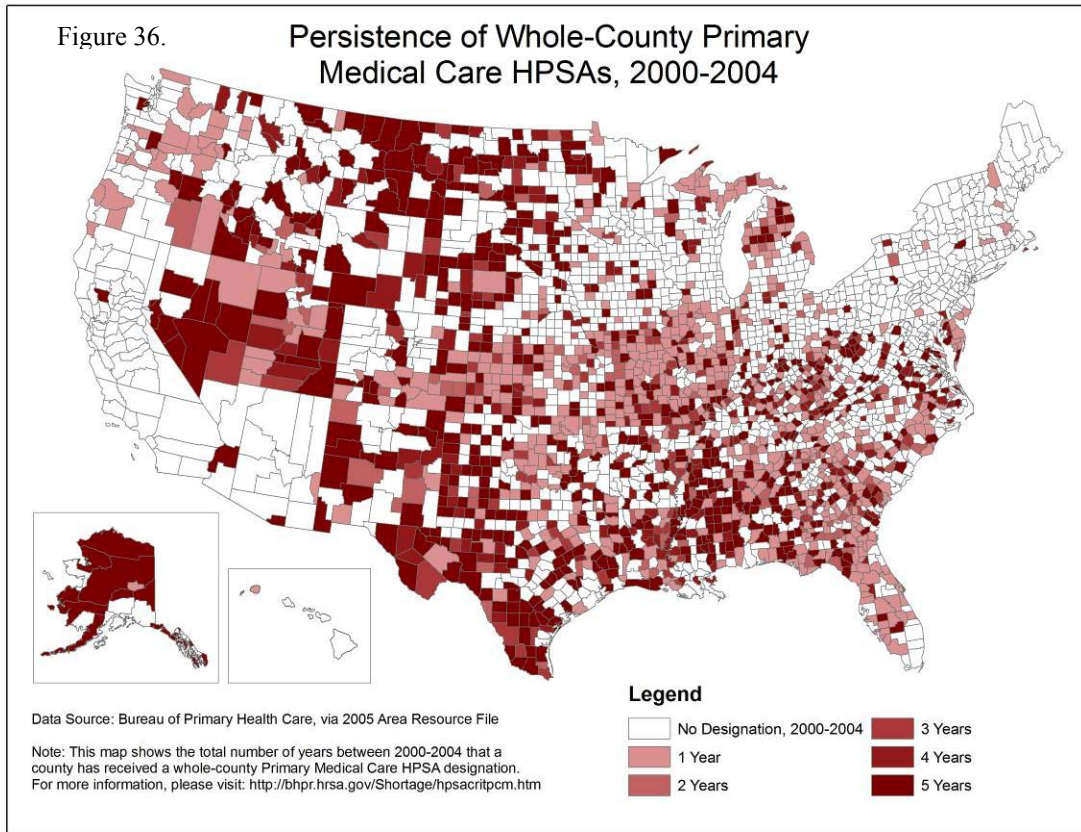 Figure 36.
Persistence of Whole-County Primary
Medical Care HPSAs, 2000-2004
Data Source: Bureau of Primary Health Care, via 2005 Area Resource File
Note: This map shows the total number of years between 2000-2004 that a
county has received a whole-county Primary Medical Care HPSA designation.
For more information, please visit: http://bhpr.hrsa.gov/Shortage/hpsacritpcm.htm
Legend
No Designation, 2000-2004
1 Year
2 Years
3 Years
4 Years
5 Years